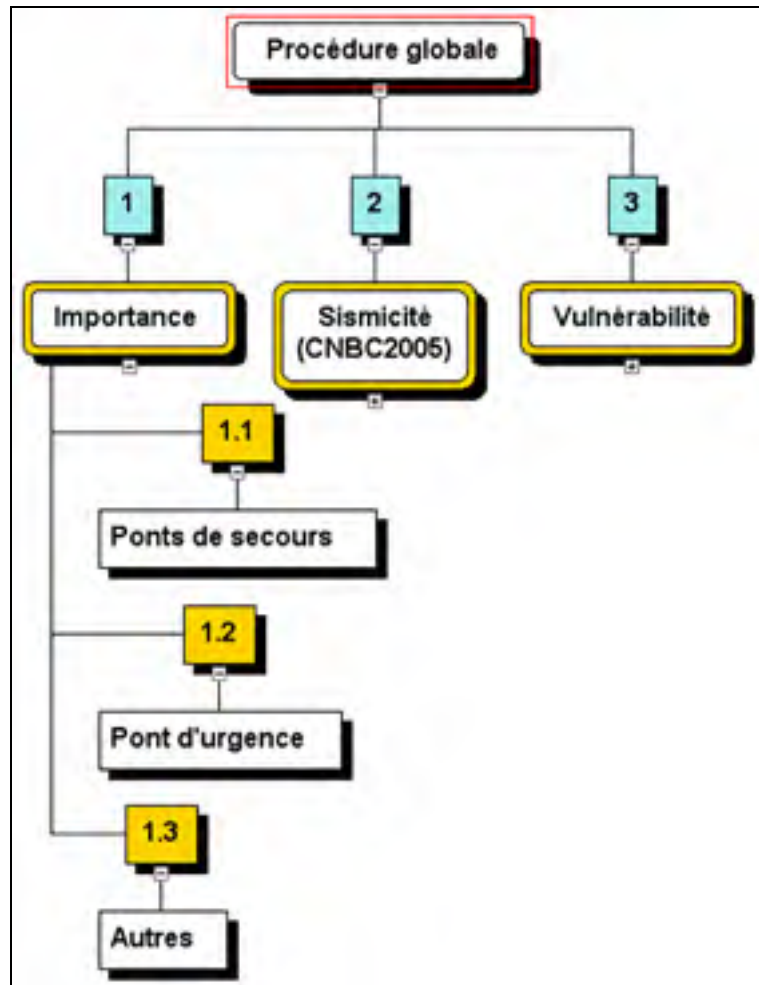 Procédure globale
1
2
3
Importance
Sismicité
(CNBC2005)
Vulnérabilité
1.1
Ponts de secours
1.2
Pont d'urgence
1.3
Autres